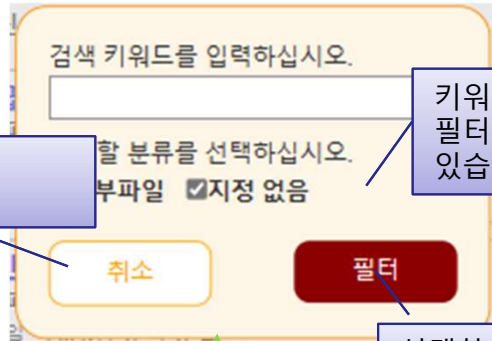 검색 키워드를 입력하십시오.
키워
필터
있습
할 분류를 선택하십시오.
부파일 지정 없음
취소
필터